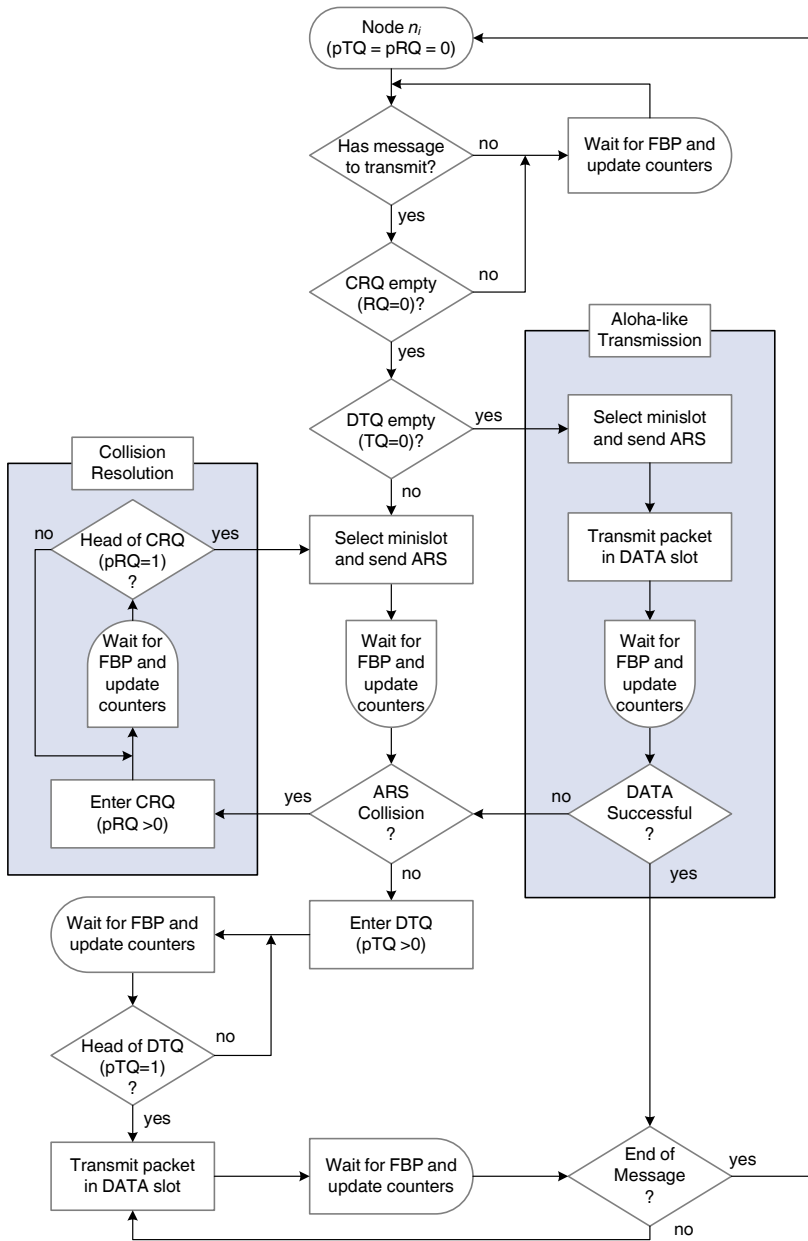 Node ni
(pTQ = pRQ = 0)
Has message
to transmit?
no
Wait for FBP and
update counters
yes
CRQ empty
(RQ=0)?
no
yes
Aloha-like
Transmission
DTQ empty
(TQ=0)?
yes
Select minislot
and send ARS
no
Collision
Resolution
no
Head of CRQ
(pRQ=1)
?
yes
Select minislot
and send ARS
Transmit packet
in DATA slot
Wait for
FBP and
update
counters
Wait for
FBP and
update
counters
Wait for
FBP and
update
counters
Enter CRQ
(pRQ >0)
yes
ARS
Collision
?
no
DATA
Successful
?
no
yes
Wait for FBP and
update counters
Enter DTQ
(pTQ >0)
Head of DTQ
(pTQ=1)
?
no
yes
Transmit packet
in DATA slot
Wait for FBP and
update counters
End of
Message
?
yes
no